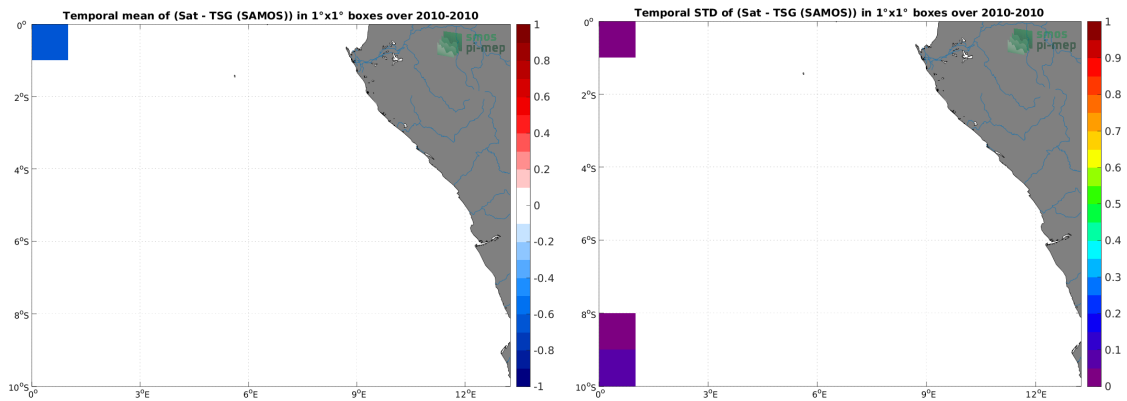 Temporal mean of (Sat - TSG (SAMOS)) in 1°x1° boxes over 2010-2010
0°
2°S
4°S
6°S
8°S
10°S
0°
3°E
6°E
9°E
12°E
smos
pi-mep
1
0.8
0.6
0.4
0.2
0
-0.2
-0.4
-0.6
-0.8
-1
Temporal STD of (Sat - TSG (SAMOS)) in 1°x1° boxes over 2010-2010
0°
2°S
4°S
6°S
8°S
10°S
0°
3°E
6°E
9°E
12°E
smos
pi-mep
1
0.9
0.8
0.7
0.6
0.5
0.4
0.3
0.2
0.1
0